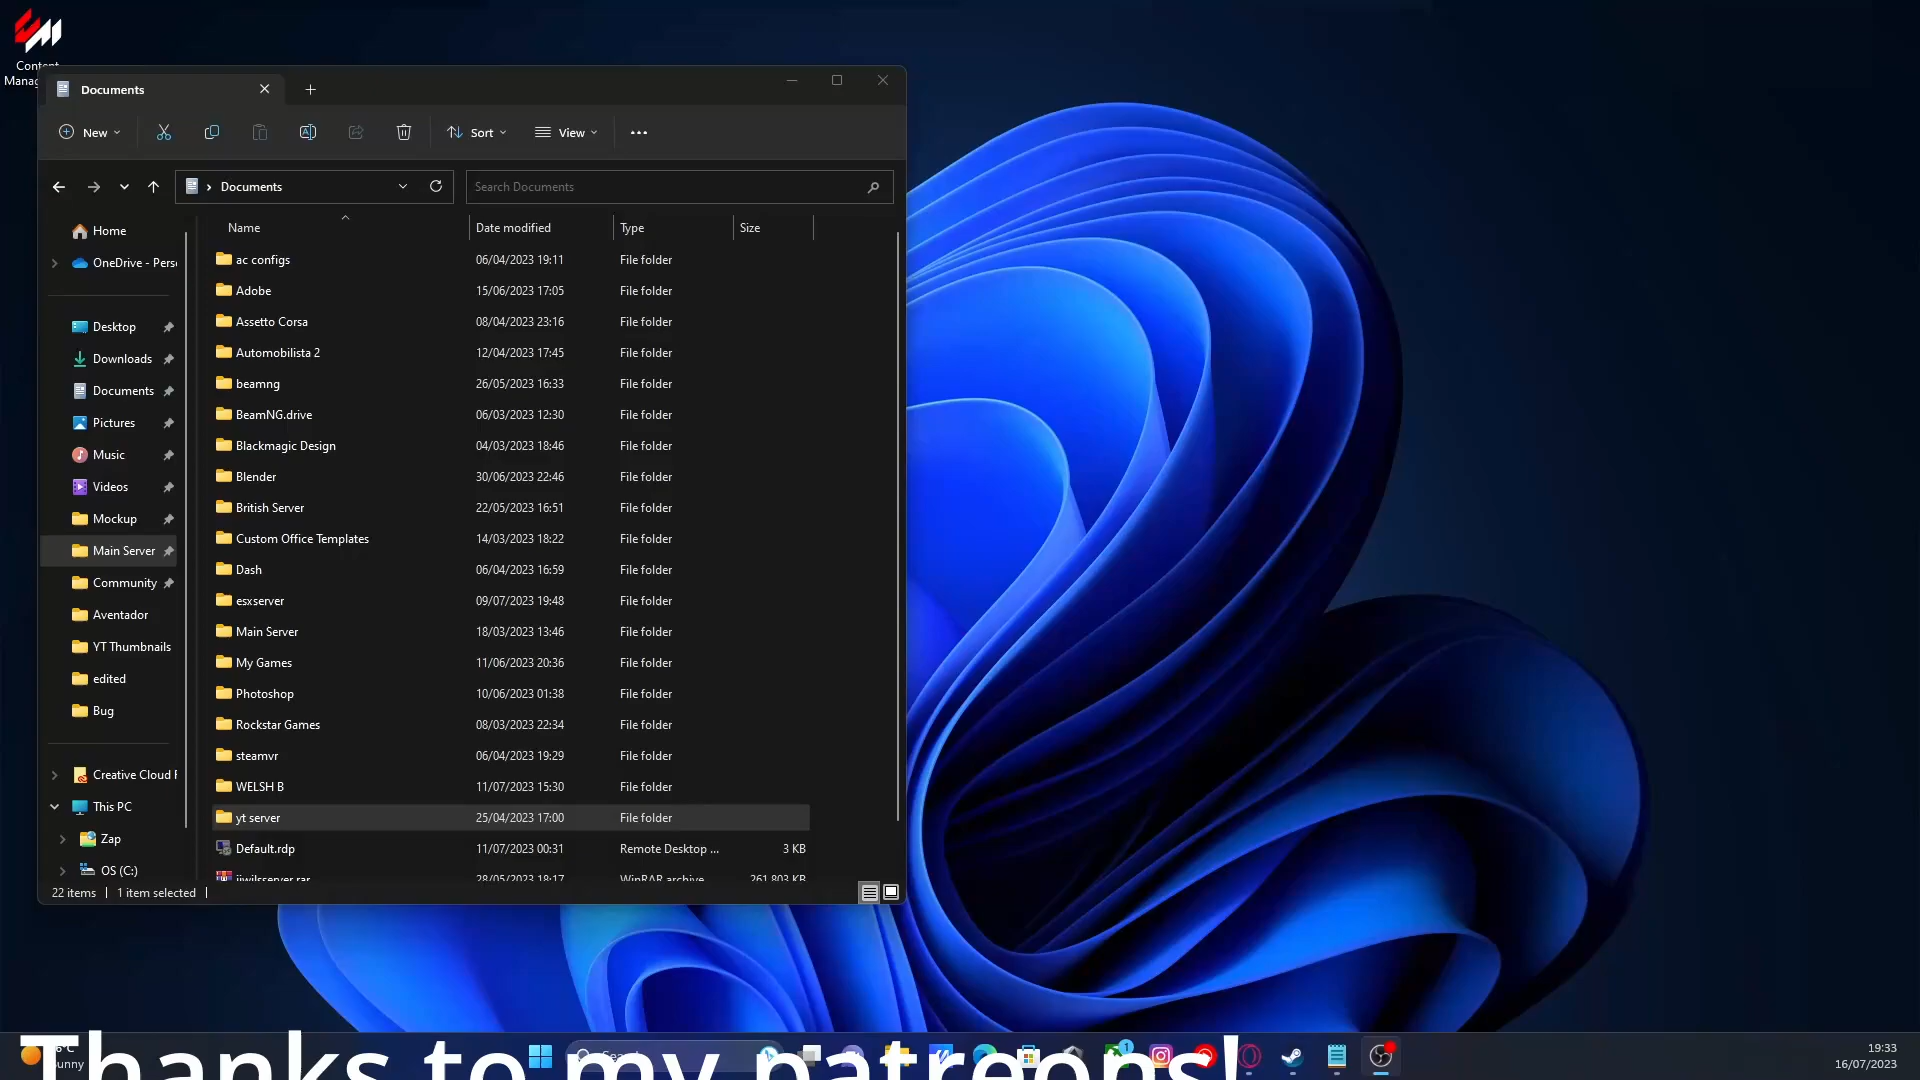 Content
Manag
Documents
New
Sort
View
Documents
Search Documents
Name Date modified Type Size
Home
OneDrive - Pers
Desktop
Downloads
Documents
Pictures
Music
Videos
Mockup
Main Server
Community
Aventador
YT Thumbnails
edited
Bug
Creative Cloud F
This PC
Zap
OS (C:)
ac configs 06/04/2023 19:11 File folder
Adobe 15/06/2023 17:05 File folder
Assetto Corsa 08/04/2023 23:16 File folder
Automobilista 2 12/04/2023 17:45 File folder
beamng 26/05/2023 16:33 File folder
BeamNG.drive 06/03/2023 12:30 File folder
Blackmagic Design 04/03/2023 18:46 File folder
Blender 30/06/2023 22:46 File folder
British Server 22/05/2023 16:51 File folder
Custom Office Templates 14/03/2023 18:22 File folder
Dash 06/04/2023 16:59 File folder
esxserver 09/07/2023 19:48 File folder
Main Server 18/03/2023 13:46 File folder
My Games 11/06/2023 20:36 File folder
Photoshop 10/06/2023 01:38 File folder
Rockstar Games 08/03/2023 22:34 File folder
steamvr 06/04/2023 19:29 File folder
WELSH B 11/07/2023 15:30 File folder
yt server 25/04/2023 17:00 File folder
Default.rdp 11/07/2023 00:31 Remote Desktop ... 3 KB
28/05/2023 18:17 WinRAR archive 261,803 KB
22 items 1 item selected
Thanks to my patreons!
1
19:33
16/07/2023